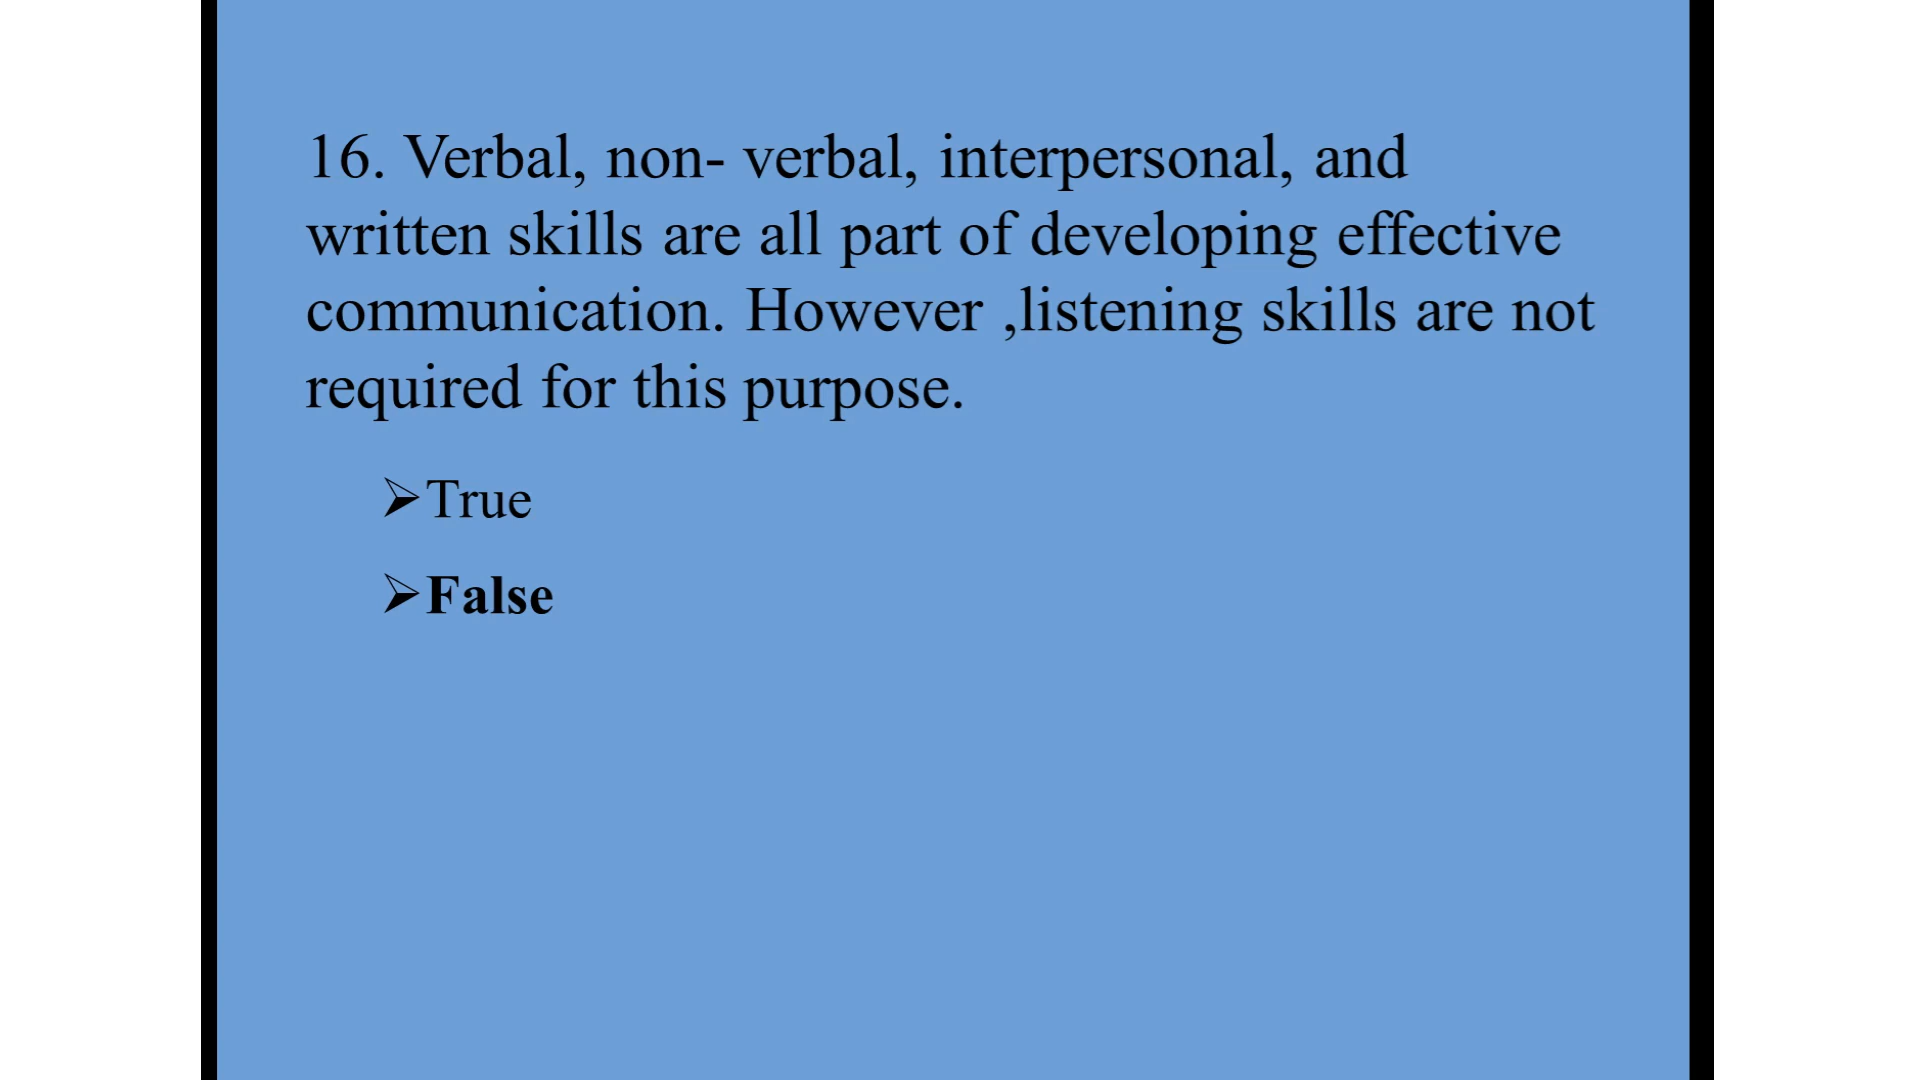 16. Verbal, non- verbal, interpersonal, and
written skills are all part of developing effective
communication. However ,listening skills are not
required for this purpose.
➢True
➢False